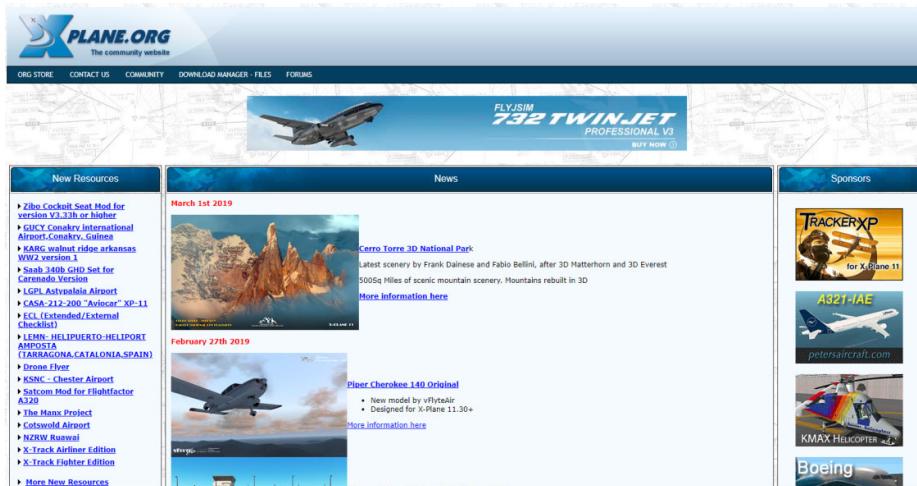 PLANE.ORG
The community website
ORG STORE CONTACT US COMMUNITY DOWNLOAD MANAGER - FILES FORUMS
FLYJSIM
732 TWINJET
PROFESSIONAL V3
BUY NOW
New Resources
Zibo Cockpit Seat Mod for
version V3.33h or higher
GUCY Conakry international
Airport,Conakry, Guinea
KARG walnut ridge arkansas
WW2 version 1
Saab 340b GHD Set for
Carenado Version
LGPL Astypalaia Airport
CASA-212-200 "Aviocar" XP-11
ECL (Extended/External
Checklist)
LEMN- HELIPUERTO-HELIPORT
AMPOSTA
(TARRAGONA,CATALONIA,SPAIN)
Drone Flyer
KSNC - Chester Airport
Satcom Mod for Flightfactor
A320
The Manx Project
Cotswold Airport
NZRW Ruawai
X-Track Airliner Edition
X-Track Fighter Edition
More New Resources
News
March 1st 2019
X-PLANE 11
Cerro Torre 3D National Park
Latest scenery by Frank Dainese and Fabio Bellini, after 3D Matterhorn and 3D Everest
500Sq Miles of scenic mountain scenery. Mountains rebuilt in 3D
More information here
February 27th 2019
Piper Cherokee 140 Original
New model by vFlyteAir
Designed for X-Plane 11.30+
More information here
Sponsors
TRACKERXP
for X-Plane 11
A321-IAE
petersaircraft.com
KMAX HELICOPTER
Boeing